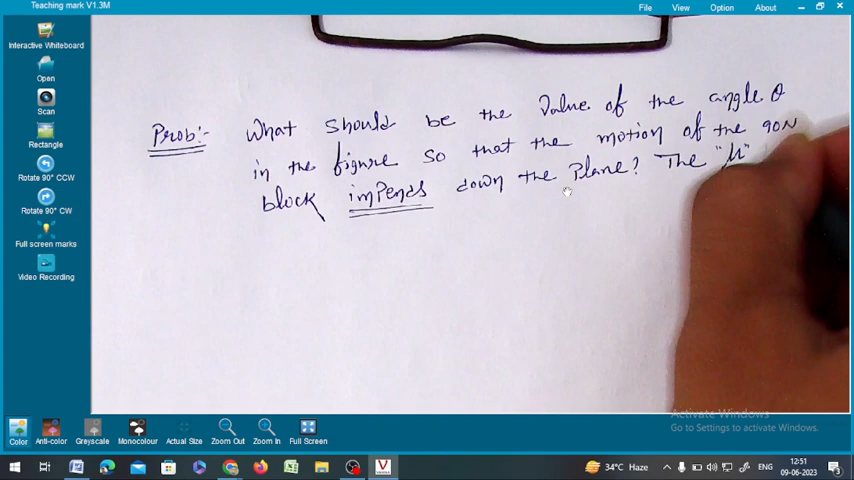 Teaching mark V1.3M
File View Option About
Interactive Whiteboard
Open
Scan
Rectangle
Rotate 90° CCW
Rotate 90° CW
Full screen marks
Video Recording
Prob:- What should be the value of the angle θ
in the figure so that the motion of the 90N
block impends down the Plane? The "μ"
Activate Windows
Go to Settings to activate Windows.
Color Anti-color Greyscale Monocolour Actual Size Zoom Out Zoom In Full Screen
34°C Haze ENG 12:51
09-06-2023